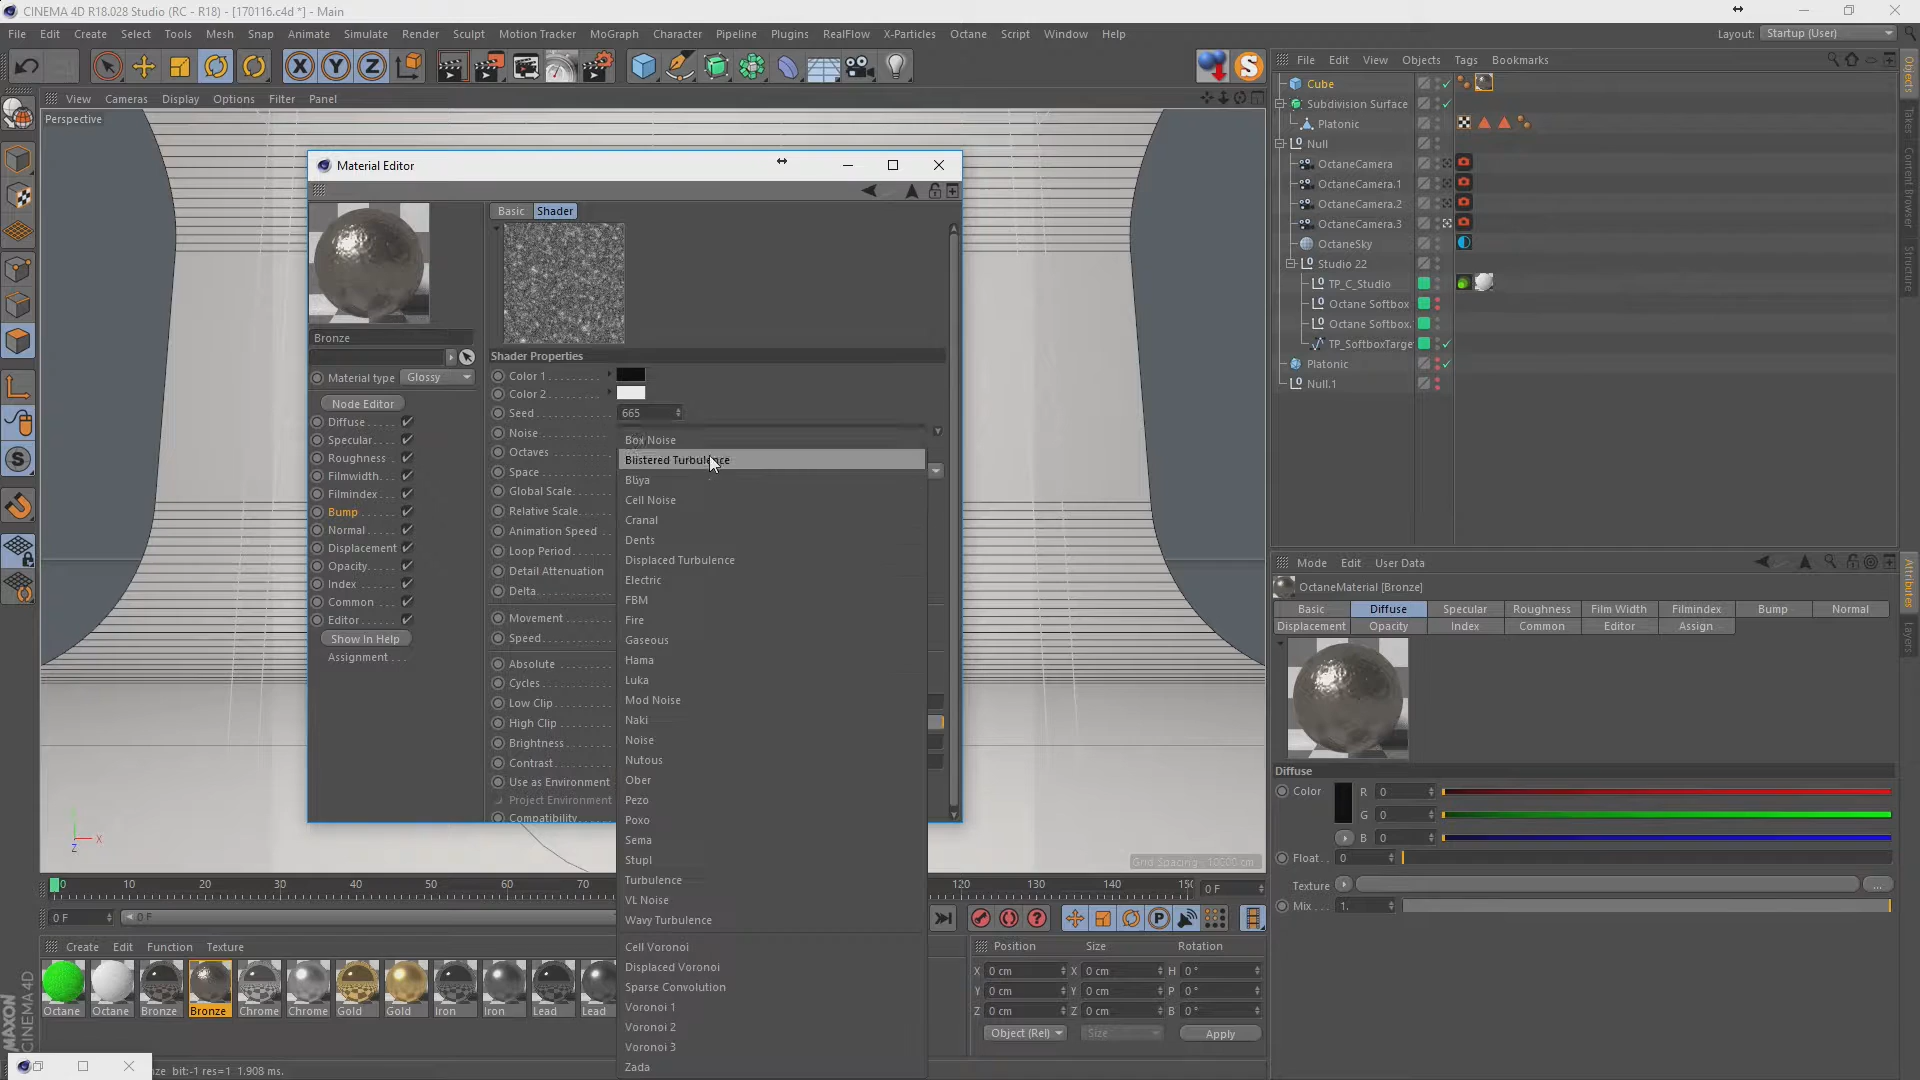 CINEMA 4D R18.028 Studio (RC - R18) - [170116.c4d *] - Main
File Edit Create Select Tools Mesh Snap Animate Simulate Render Sculpt Motion Tracker MoGraph Character Pipeline Plugins RealFlow X-Particles Octane Script Window Help
Layout: Startup (User)
File Edit View Objects Tags Bookmarks
View Cameras Display Options Filter Panel
Perspective
Material Editor
Basic Shader
Bronze
Material type Glossy
Node Editor
Diffuse
Specular
Roughness
Filmwidth
Filmindex
Bump
Normal
Displacement
Opacity
Index
Common
Editor
Show In Help
Assignment
Shader Properties
Color 1
Color 2
Seed 665
Noise
Octaves
Space
Global Scale
Relative Scale
Animation Speed
Loop Period
Detail Attenuation
Delta
Movement
Speed
Absolute
Cycles
Low Clip
High Clip
Brightness
Contrast
Use as Environment
Project Environment
Compatibility
Box Noise
Blistered Turbulence
Buya
Cell Noise
Cranal
Dents
Displaced Turbulence
Electric
FBM
Fire
Gaseous
Hama
Luka
Mod Noise
Naki
Noise
Nutous
Ober
Pezo
Poxo
Sema
Stupl
Turbulence
VL Noise
Wavy Turbulence
Cell Voronoi
Displaced Voronoi
Sparse Convolution
Voronoi 1
Voronoi 2
Voronoi 3
Zada
Cube
Subdivision Surface
Platonic
Null
OctaneCamera
OctaneCamera.1
OctaneCamera.2
OctaneCamera.3
OctaneSky
Studio 22
TP_C_Studio
Octane Softbox
Octane Softbox.
TP_SoftboxTarge
Platonic
Null.1
Objects
Takes
Content Browser
Structure
Mode Edit User Data
OctaneMaterial [Bronze]
Basic Diffuse Specular Roughness Film Width Filmindex Bump Normal
Displacement Opacity Index Common Editor Assign
Attributes
Layers
Diffuse
Color R 0
G 0
B 0
Float 0
Texture ...
Mix 1.
X
Z
Grid Spacing : 10000 cm
0 10 20 30 40 50 60 70 120 130 140 15
0 F
0 F 0 F
Create Edit Function Texture
Octane Octane Bronze Bronze Chrome Chrome Gold Gold Iron Iron Lead Lead
Position Size Rotation
X 0 cm X 0 cm H 0 °
Y 0 cm Y 0 cm P 0 °
Z 0 cm Z 0 cm B 0 °
Object (Rel) Size Apply
MAXON
CINEMA 4D
nze bit:-1 res=1 1.908 ms.